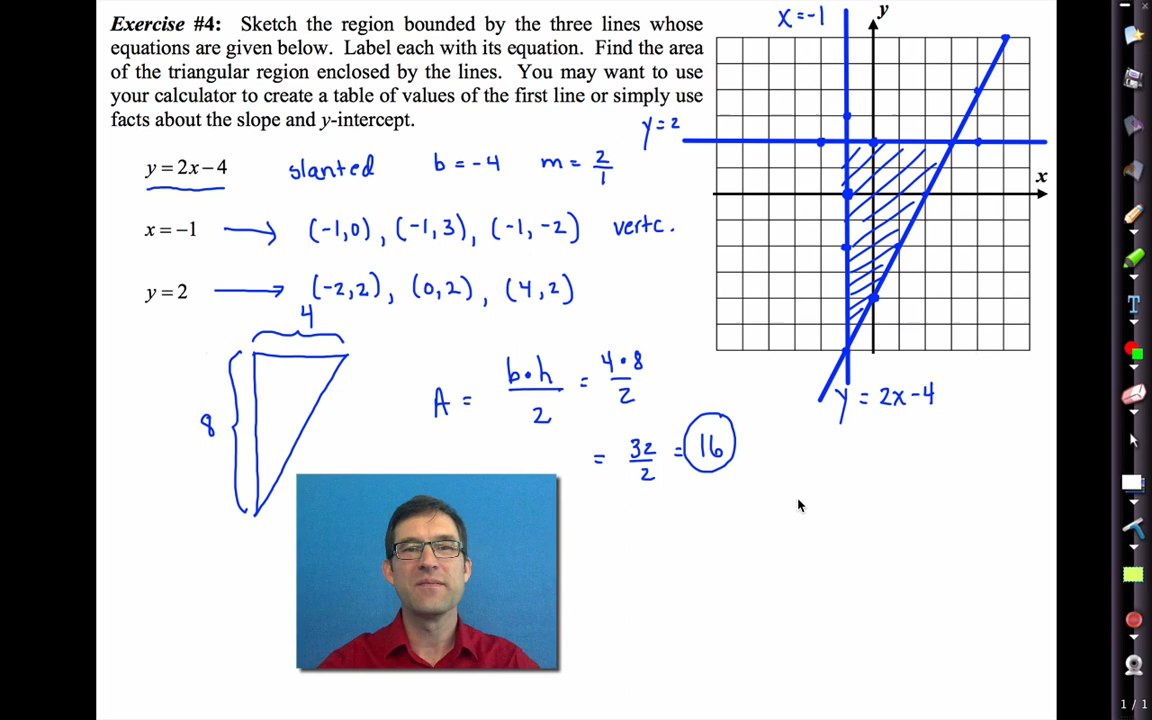 Exercise #4: Sketch the region bounded by the three lines whose
equations are given below. Label each with its equation. Find the area
of the triangular region enclosed by the lines. You may want to use
your calculator to create a table of values of the first line or simply use
facts about the slope and y-intercept.
x = -1
y
y = 2
x
y = 2x - 4
y = 2x – 4 slanted b = -4 m = 2/1
x = –1 → (-1,0), (-1,3), (-1,-2) vertc.
y = 2 → (-2,2), (0,2), (4,2)
4
8
A = b•h/2 = 4•8/2
= 32/2 = 16
T
1 / 1